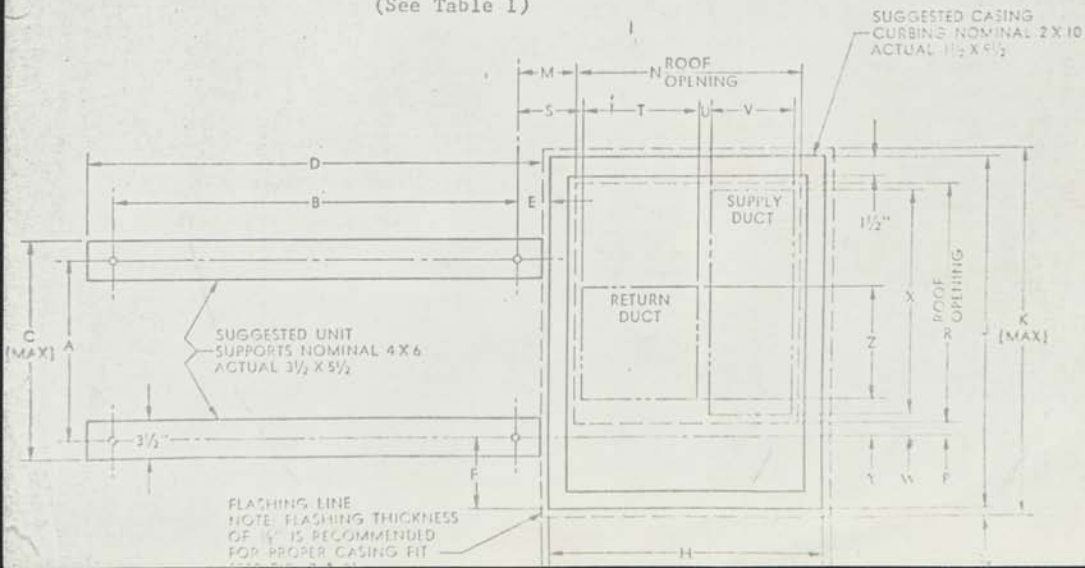 (See Table I)
SUGGESTED CASING
CURBING NOMINAL 2 X 10
ACTUAL 1½ X 9½
M
N ROOF
OPENING
S
T
U
V
D
B
E
SUPPLY
DUCT
1½"
RETURN
DUCT
C
(MAX)
A
SUGGESTED UNIT
SUPPORTS NOMINAL 4 X 6
ACTUAL 3½ X 5½
Z
X
ROOF
OPENING
R
J
K
(MAX)
3½"
F
Y
W
P
FLASHING LINE
NOTE: FLASHING THICKNESS
OF IS RECOMMENDED
FOR PROPER CASING FIT
H